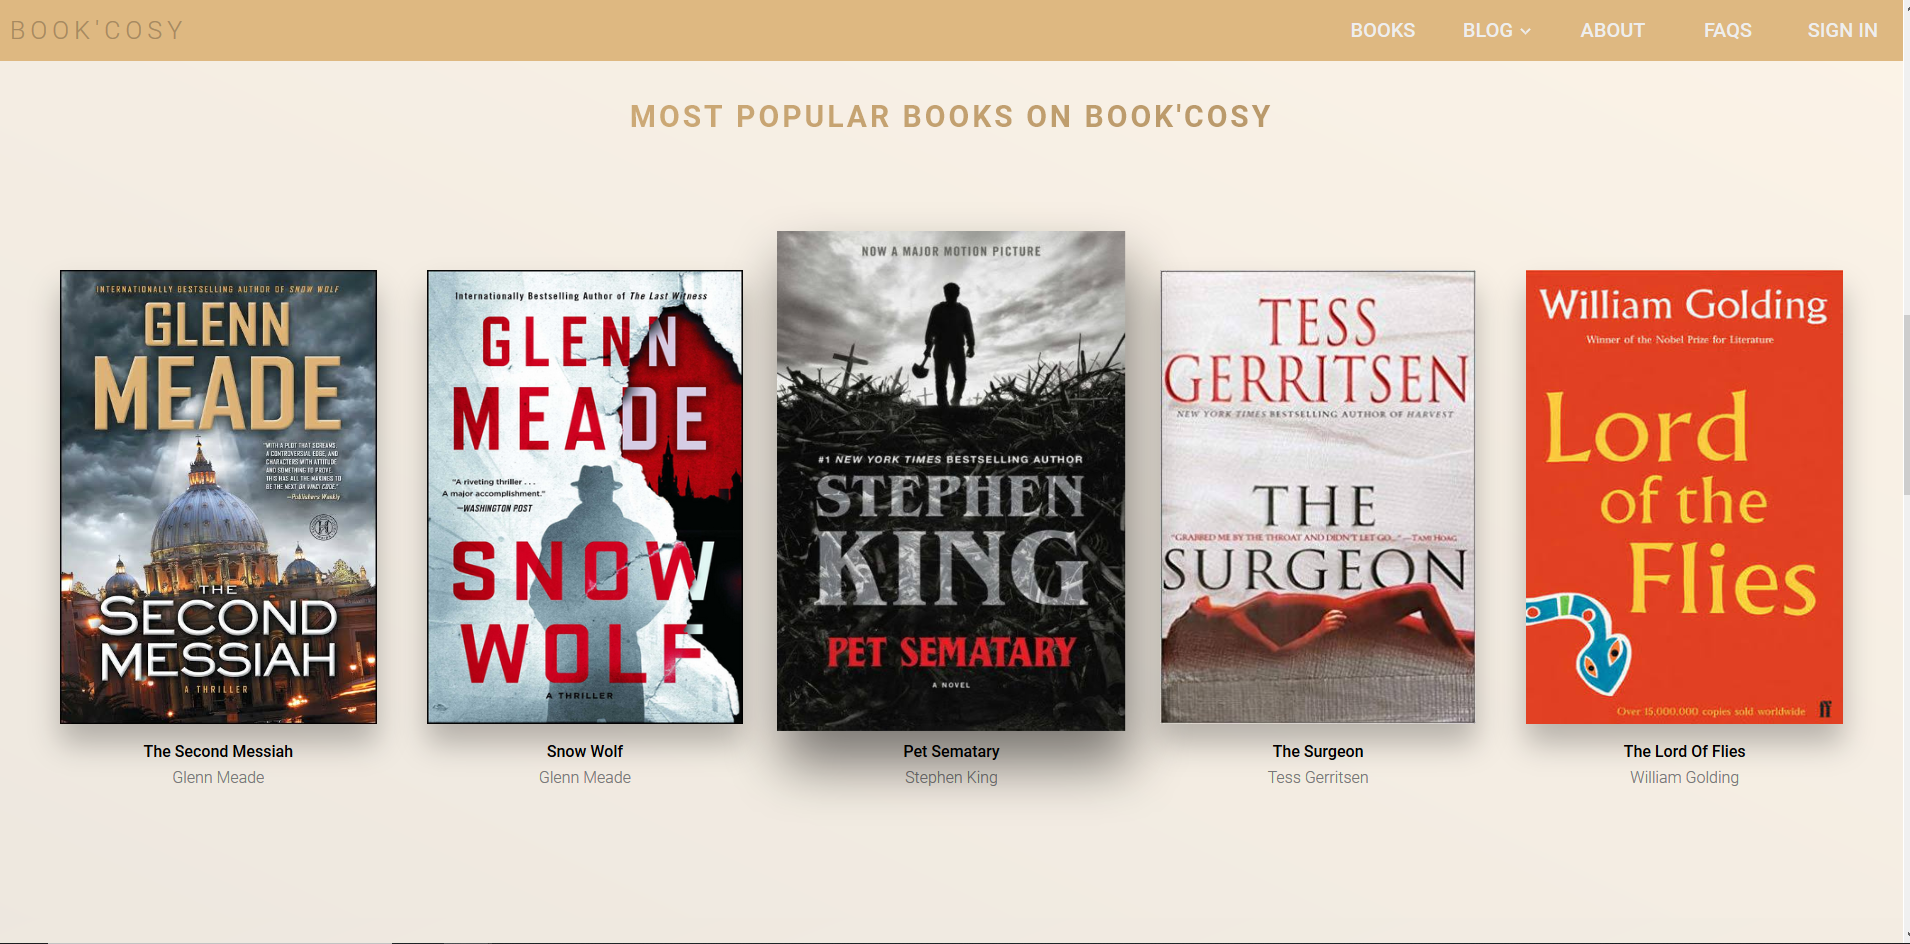 BOOK'COSY
BOOKS
BLOG
ABOUT
FAQS
SIGN IN
MOST POPULAR BOOKS ON BOOK'COSY
INTERNATIONALLY BESTSELLING AUTHOR OF SNOW WOLF
GLENN
MEADE
"WITH A PLOT THAT SCREAMS,
A CONTROVERSIAL EDGE, AND
CHARACTERS WITH ATTITUDE
AND SOMETHING TO PROVE,
THIS HAS ALL THE MAKINGS TO
BE THE NEXT DA VINCI CODE."
—Publishers Weekly
THE
SECOND
MESSIAH
A THRILLER
The Second Messiah
Glenn Meade
Internationally Bestselling Author of The Last Witness
GLENN
MEADE
"A riveting thriller . . .
A major accomplishment."
—WASHINGTON POST
SNOW
WOLF
A THRILLER
Snow Wolf
Glenn Meade
NOW A MAJOR MOTION PICTURE
#1 NEW YORK TIMES BESTSELLING AUTHOR
STEPHEN
KING
PET SEMATARY
A NOVEL
Pet Sematary
Stephen King
TESS
GERRITSEN
NEW YORK TIMES BESTSELLING AUTHOR OF HARVEST
THE
"GRABBED ME BY THE THROAT AND DIDN'T LET GO..." —TAMI HOAG
SURGEON
The Surgeon
Tess Gerritsen
William Golding
Winner of the Nobel Prize for Literature
Lord
of the
Flies
Over 15,000,000 copies sold worldwide
ff
The Lord Of Flies
William Golding